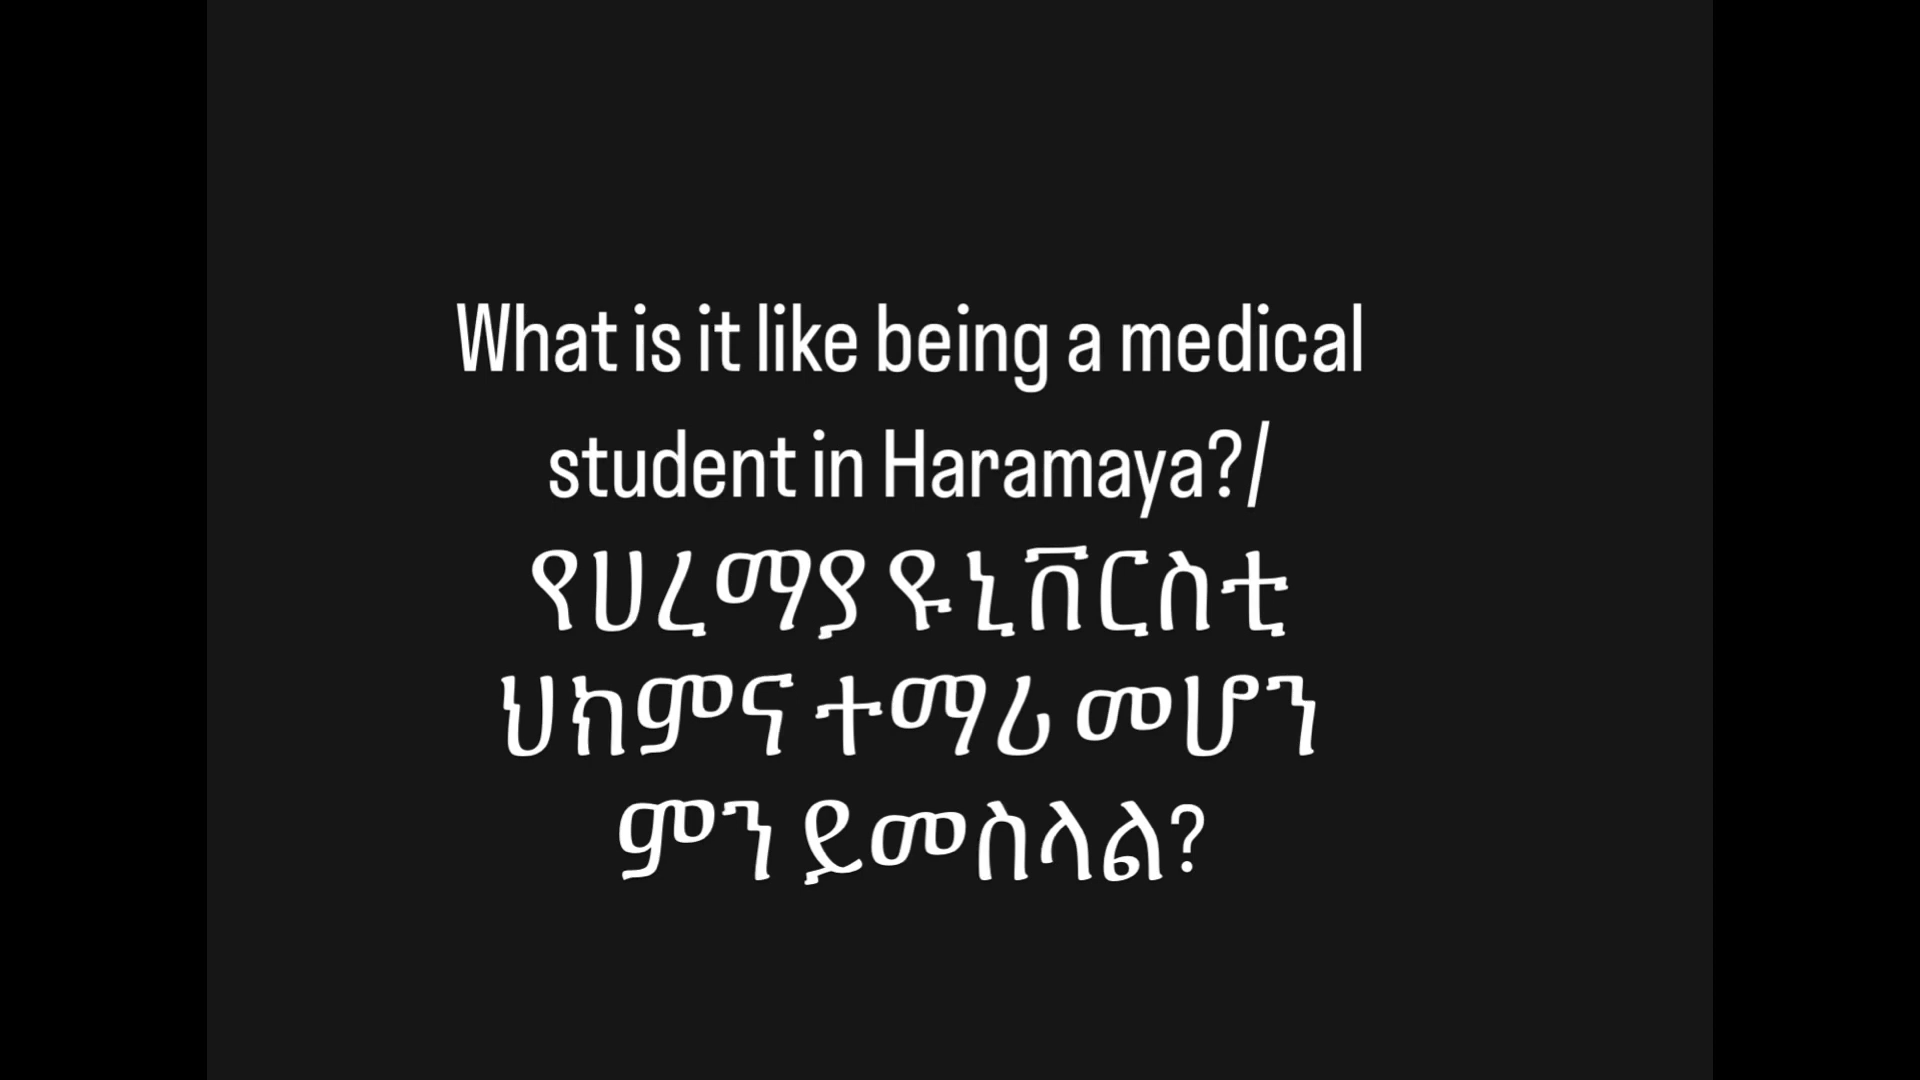 What is it like being a medical
student in Haramaya?/
የሀረማያ ዩኒቨርስቲ
ህክምና ተማሪ መሆን
ምን ይመስላል?